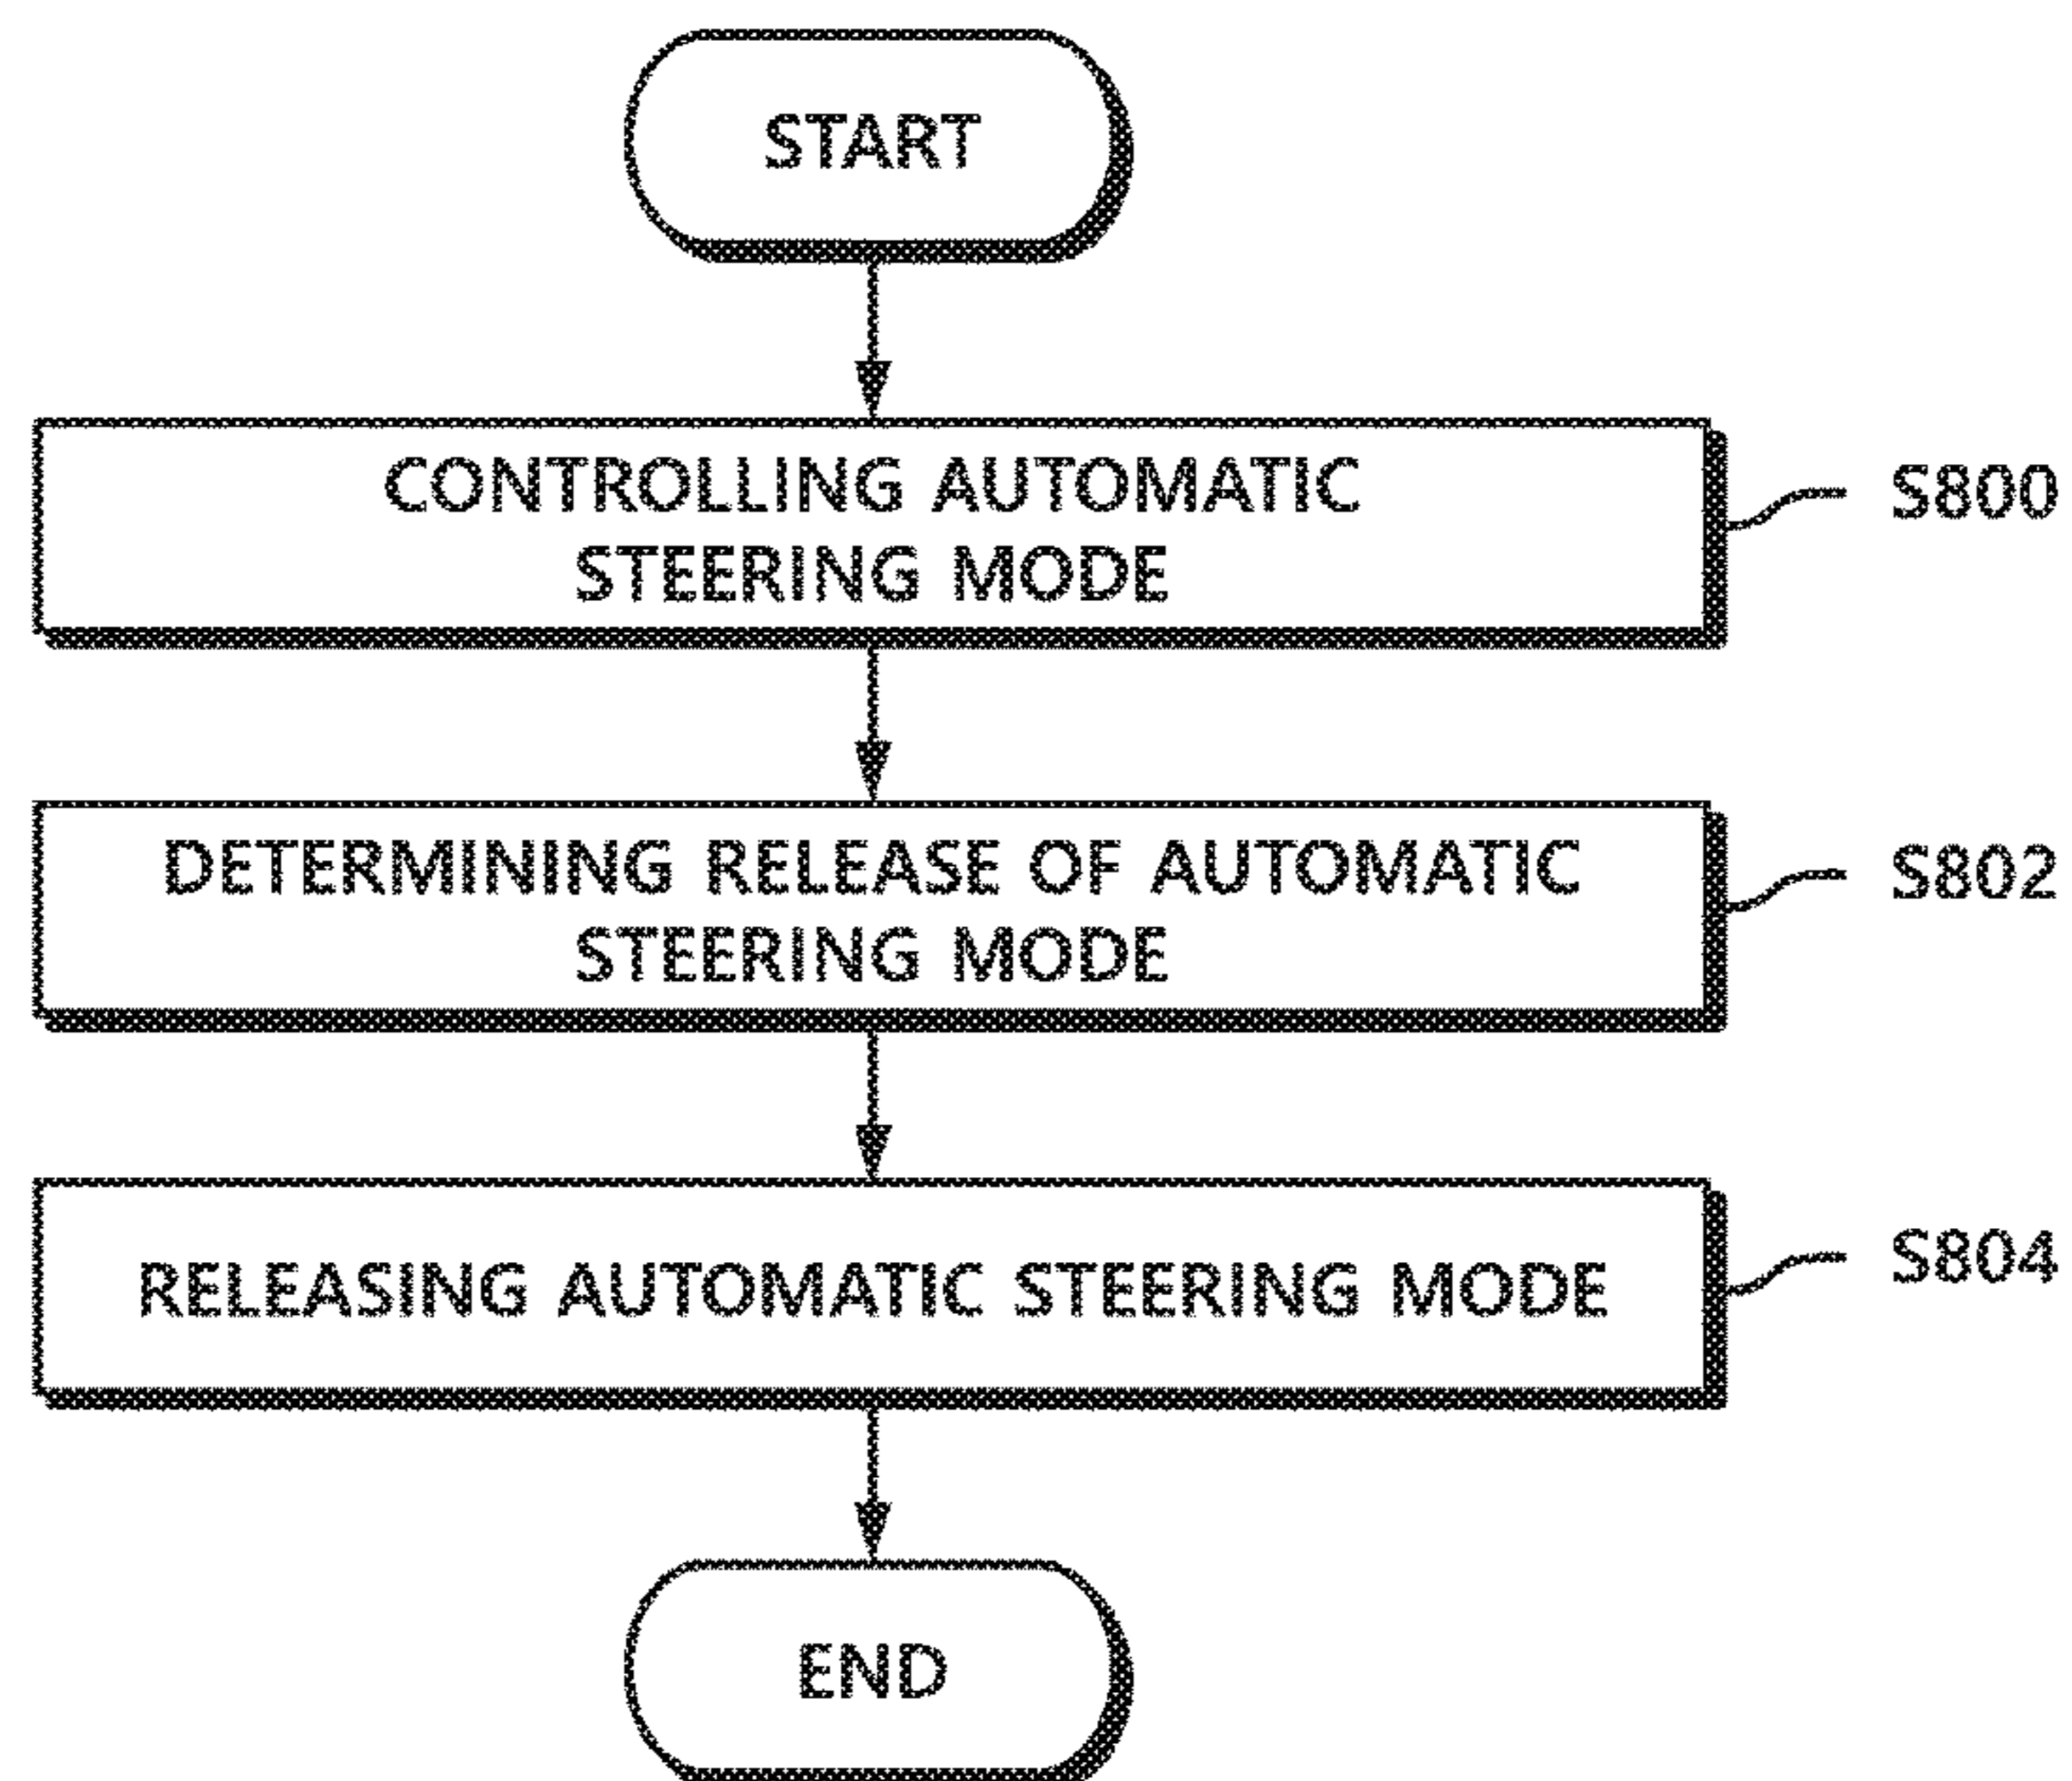 START
CONTROLLING AUTOMATIC
STEERING MODE
S800
DETERMINING RELEASE OF AUTOMATIC
STEERING MODE
S802
RELEASING AUTOMATIC STEERING MODE
S804
END